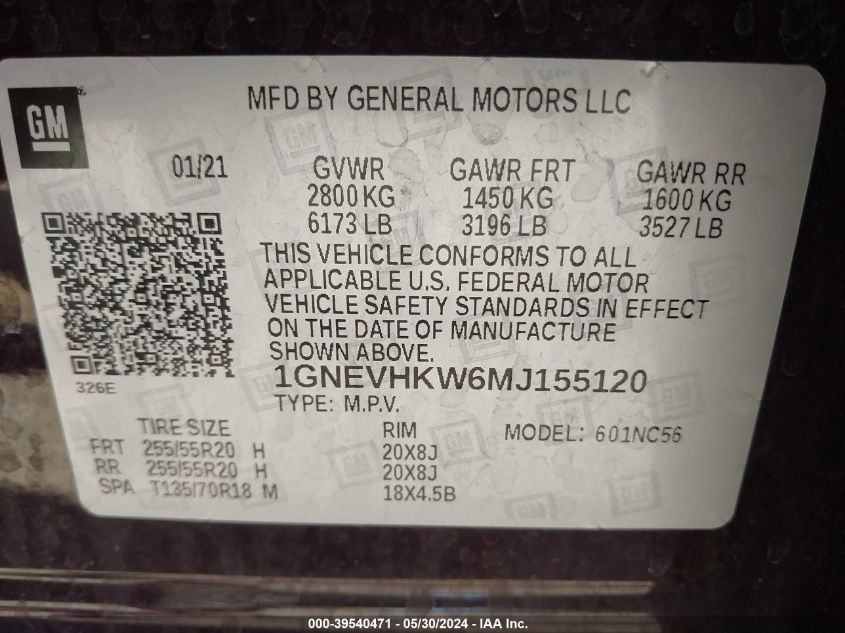 MFD BY GENERAL MOTORS LLC
GM
01/21 GVWR GAWR FRT GAWR RR
2800 KG 1450 KG 1600 KG
6173 LB 3196 LB 3527 LB
THIS VEHICLE CONFORMS TO ALL
APPLICABLE U.S. FEDERAL MOTOR
VEHICLE SAFETY STANDARDS IN EFFECT
ON THE DATE OF MANUFACTURE
SHOWN ABOVE.
326E
1GNEVHKW6MJ155120
TYPE: M.P.V.
TIRE SIZE RIM MODEL: 601NC56
FRT 255/55R20 H 20X8J
RR 255/55R20 H 20X8J
SPA T135/70R18 M 18X4.5B
000-39540471 - 05/30/2024 - IAA Inc.